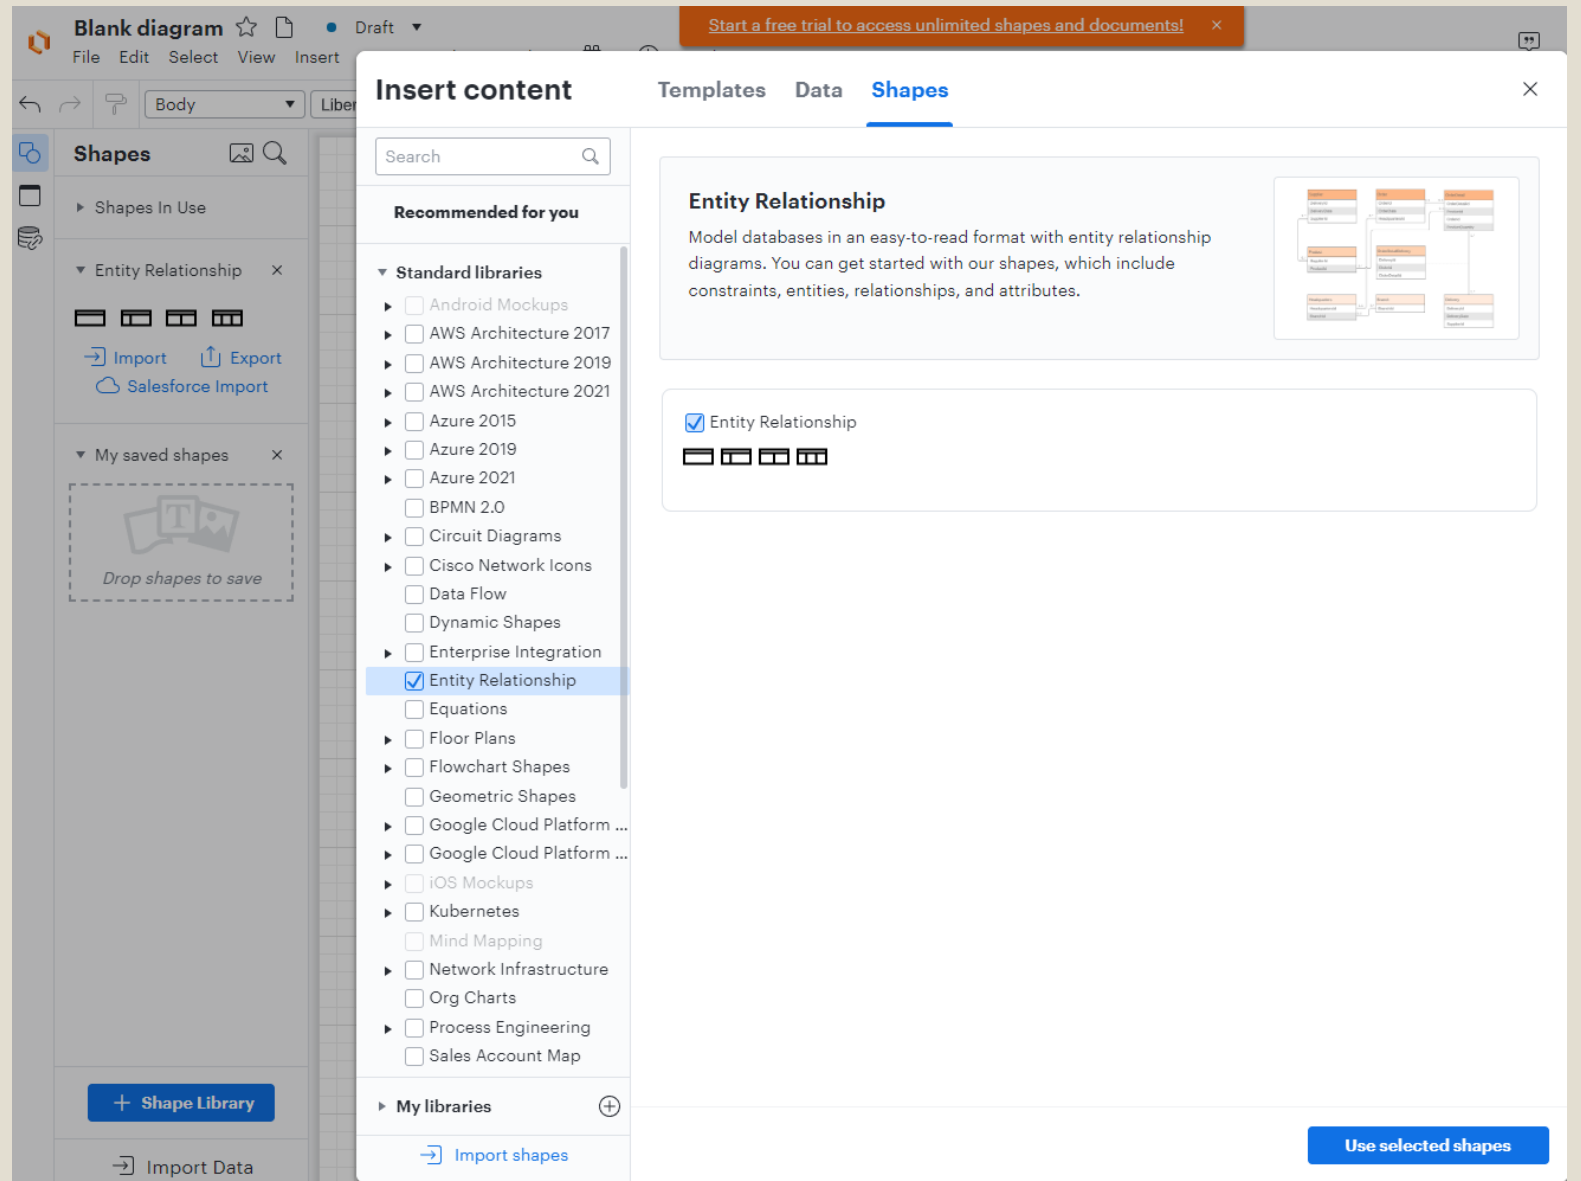 Blank diagram
Draft
Start a free trial to access unlimited shapes and documents!
File Edit Select View Insert
Body
Liber
Shapes
Shapes In Use
Entity Relationship
Import Export
Salesforce Import
My saved shapes
T
Drop shapes to save
+ Shape Library
Import Data
Insert content
Templates Data Shapes
Search
Recommended for you
Standard libraries
Android Mockups
AWS Architecture 2017
AWS Architecture 2019
AWS Architecture 2021
Azure 2015
Azure 2019
Azure 2021
BPMN 2.0
Circuit Diagrams
Cisco Network Icons
Data Flow
Dynamic Shapes
Enterprise Integration
Entity Relationship
Equations
Floor Plans
Flowchart Shapes
Geometric Shapes
Google Cloud Platform ...
Google Cloud Platform ...
iOS Mockups
Kubernetes
Mind Mapping
Network Infrastructure
Org Charts
Process Engineering
Sales Account Map
My libraries
Import shapes
Entity Relationship
Model databases in an easy-to-read format with entity relationship
diagrams. You can get started with our shapes, which include
constraints, entities, relationships, and attributes.
Entity Relationship
Use selected shapes